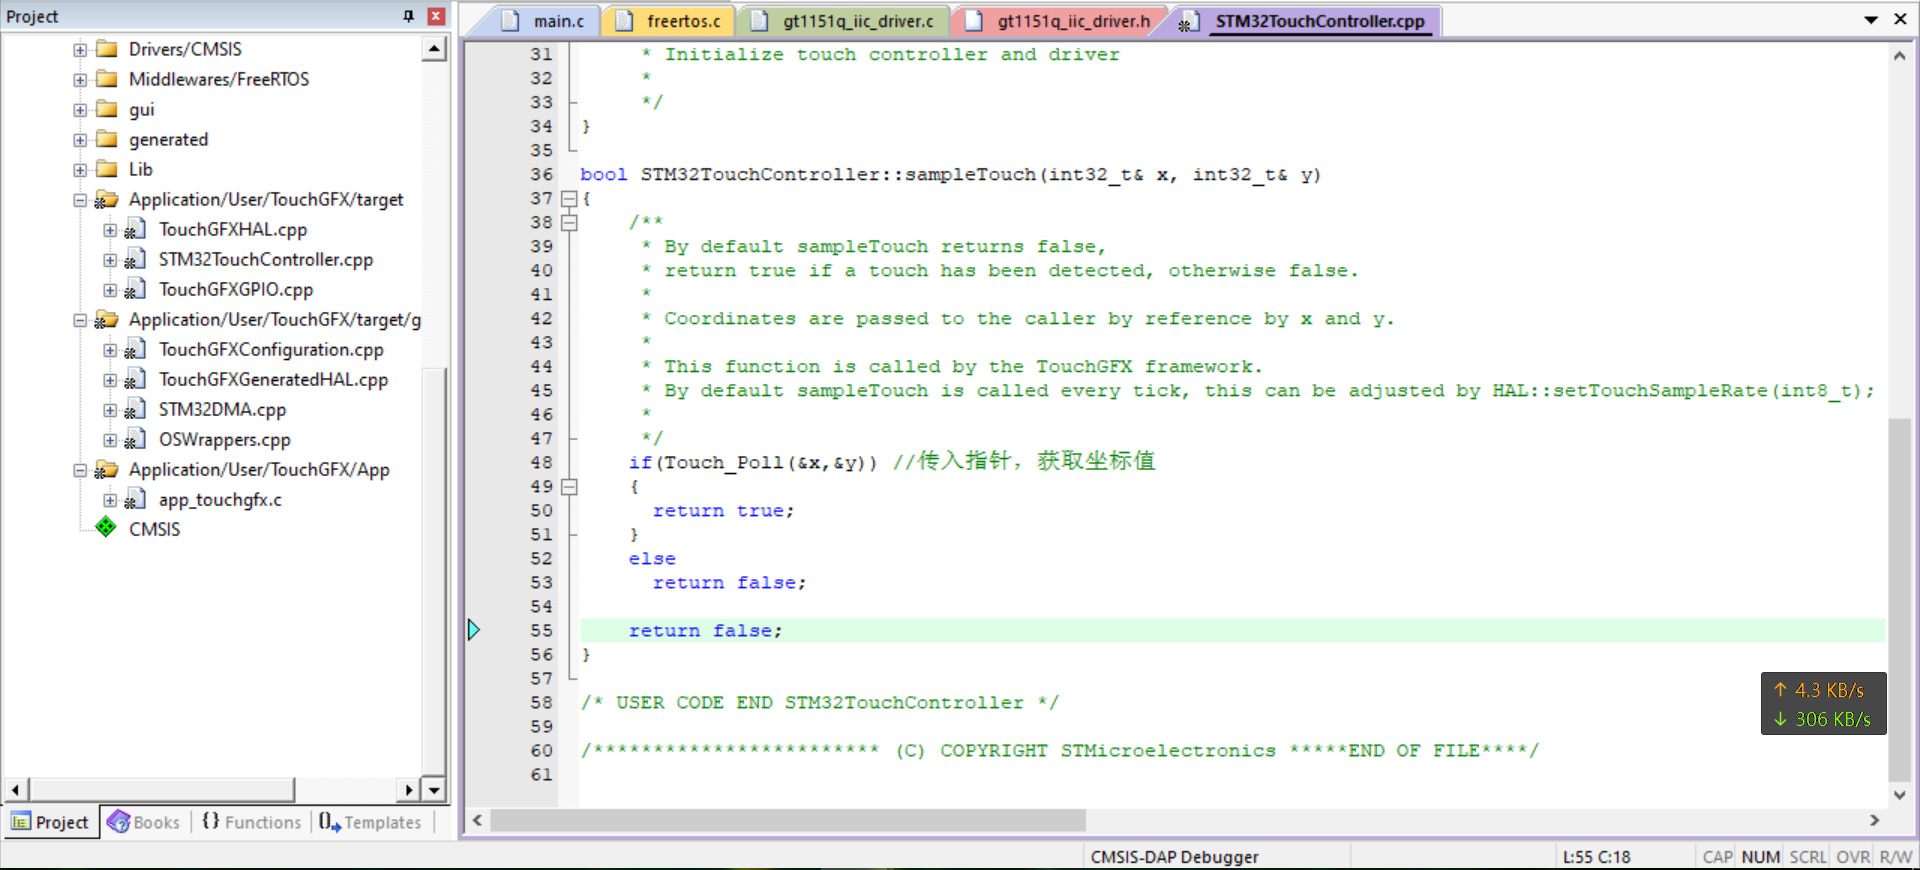 Project
Drivers/CMSIS
Middlewares/FreeRTOS
gui
generated
Lib
Application/User/TouchGFX/target
TouchGFXHAL.cpp
STM32TouchController.cpp
TouchGFXGPIO.cpp
Application/User/TouchGFX/target/g
TouchGFXConfiguration.cpp
TouchGFXGeneratedHAL.cpp
STM32DMA.cpp
OSWrappers.cpp
Application/User/TouchGFX/App
app_touchgfx.c
CMSIS
Project Books {} Functions Templates
main.c freertos.c gt1151q_iic_driver.c gt1151q_iic_driver.h STM32TouchController.cpp
31 * Initialize touch controller and driver
32 *
33 */
34 }
35
36 bool STM32TouchController::sampleTouch(int32_t& x, int32_t& y)
37 {
38 /**
39 * By default sampleTouch returns false,
40 * return true if a touch has been detected, otherwise false.
41 *
42 * Coordinates are passed to the caller by reference by x and y.
43 *
44 * This function is called by the TouchGFX framework.
45 * By default sampleTouch is called every tick, this can be adjusted by HAL::setTouchSampleRate(int8_t);
46 *
47 */
48 if(Touch_Poll(&x,&y)) //传入指针，获取坐标值
49 {
50 return true;
51 }
52 else
53 return false;
54
55 return false;
56 }
57
58 /* USER CODE END STM32TouchController */
59
60 /************************ (C) COPYRIGHT STMicroelectronics *****END OF FILE****/
61
↑ 4.3 KB/s
↓ 306 KB/s
CMSIS-DAP Debugger L:55 C:18 CAP NUM SCRL OVR R/W